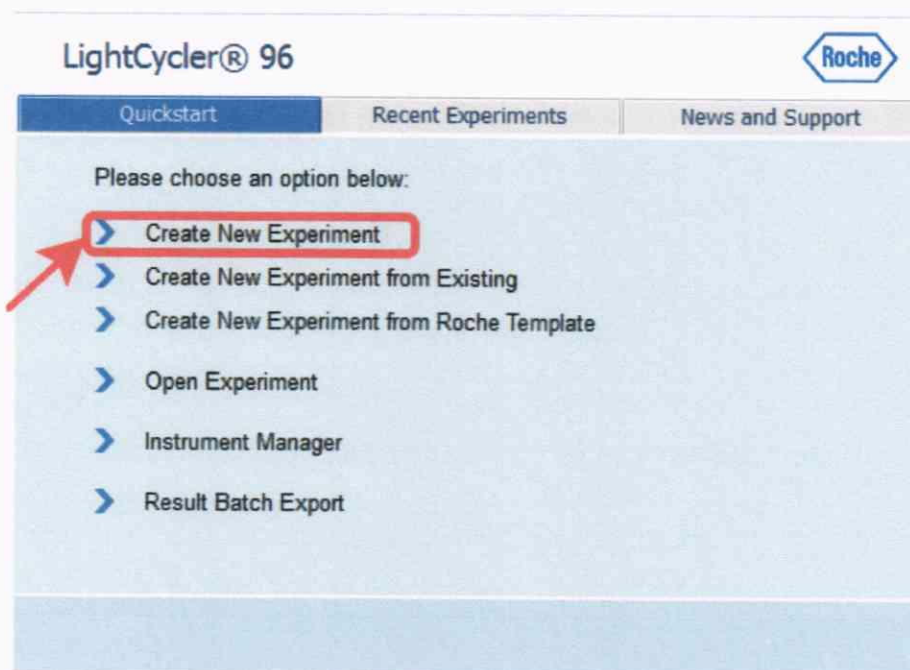 LightCycler® 96
Roche
Quickstart
Recent Experiments
News and Support
Please choose an option below:
Create New Experiment
Create New Experiment from Existing
Create New Experiment from Roche Template
Open Experiment
Instrument Manager
Result Batch Export